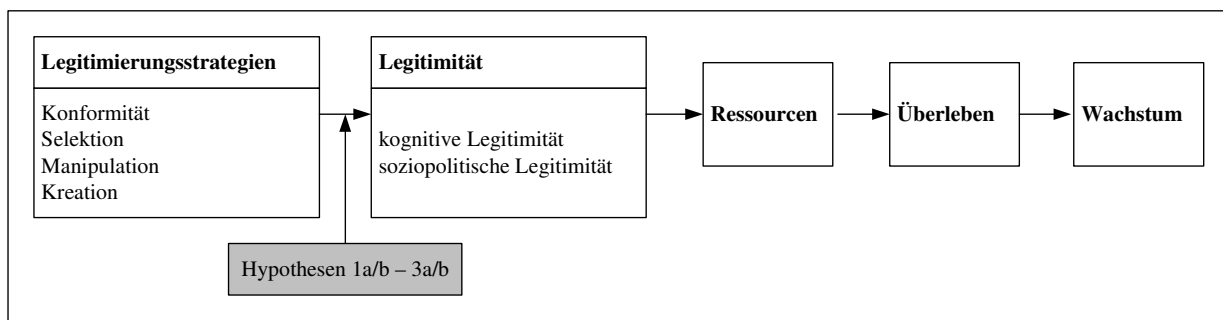 Legitimierungsstrategien
Konformität
Selektion
Manipulation
Kreation
Legitimität
kognitive Legitimität
soziopolitische Legitimität
Ressourcen
Überleben
Wachstum
Hypothesen 1a/b – 3a/b